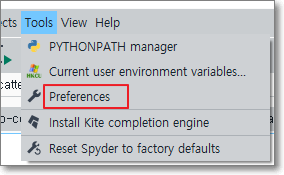 ects Tools View Help
PYTHONPATH manager
Current user environment variables...
Preferences
Install Kite completion engine
Reset Spyder to factory defaults